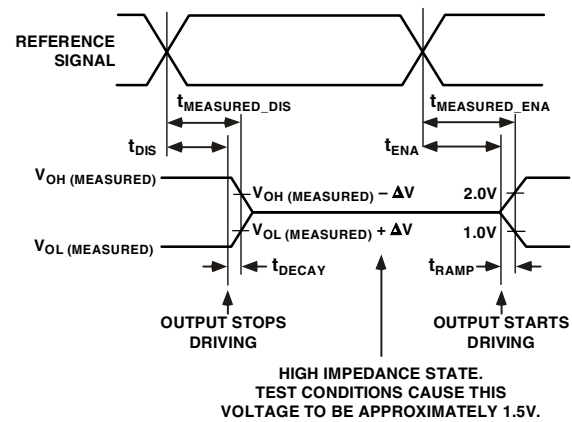 REFERENCE
SIGNAL
tMEASURED_DIS
tMEASURED_ENA
tDIS
tENA
VOH (MEASURED)
VOH (MEASURED) – ΔV
2.0V
VOL (MEASURED)
VOL (MEASURED) + ΔV
1.0V
tDECAY
tRAMP
OUTPUT STOPS
DRIVING
OUTPUT STARTS
DRIVING
HIGH IMPEDANCE STATE.
TEST CONDITIONS CAUSE THIS
VOLTAGE TO BE APPROXIMATELY 1.5V.